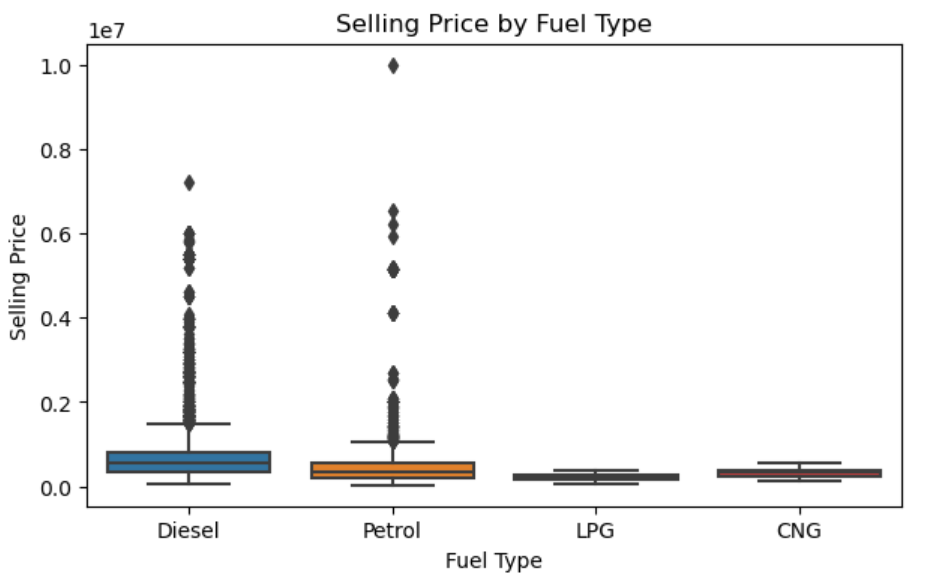 Selling Price by Fuel Type
1e7
1.0
0.8
0.6
0.4
0.2
0.0
Selling Price
Diesel
Petrol
LPG
CNG
Fuel Type